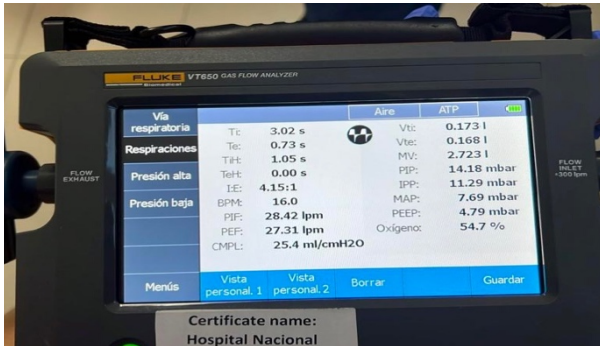 FLUKE VT650 GAS FLOW ANALYZER
Biomedical
Aire ATP
Vía respiratoria
Respiraciones
Presión alta
Presión baja
Menús
Ti: 3.02 s
Te: 0.73 s
TiH: 1.05 s
TeH: 0.00 s
I:E: 4.15:1
BPM: 16.0
PIF: 28.42 lpm
PEF: 27.31 lpm
CMPL: 25.4 ml/cmH2O
Vti: 0.173 l
Vte: 0.168 l
MV: 2.723 l
PIP: 14.18 mbar
IPP: 11.29 mbar
MAP: 7.69 mbar
PEEP: 4.79 mbar
Oxígeno: 54.7 %
Vista personal. 1
Vista personal. 2
Borrar
Guardar
FLOW
EXHAUST
FLOW
INLET
±300 lpm
Certificate name:
Hospital Nacional